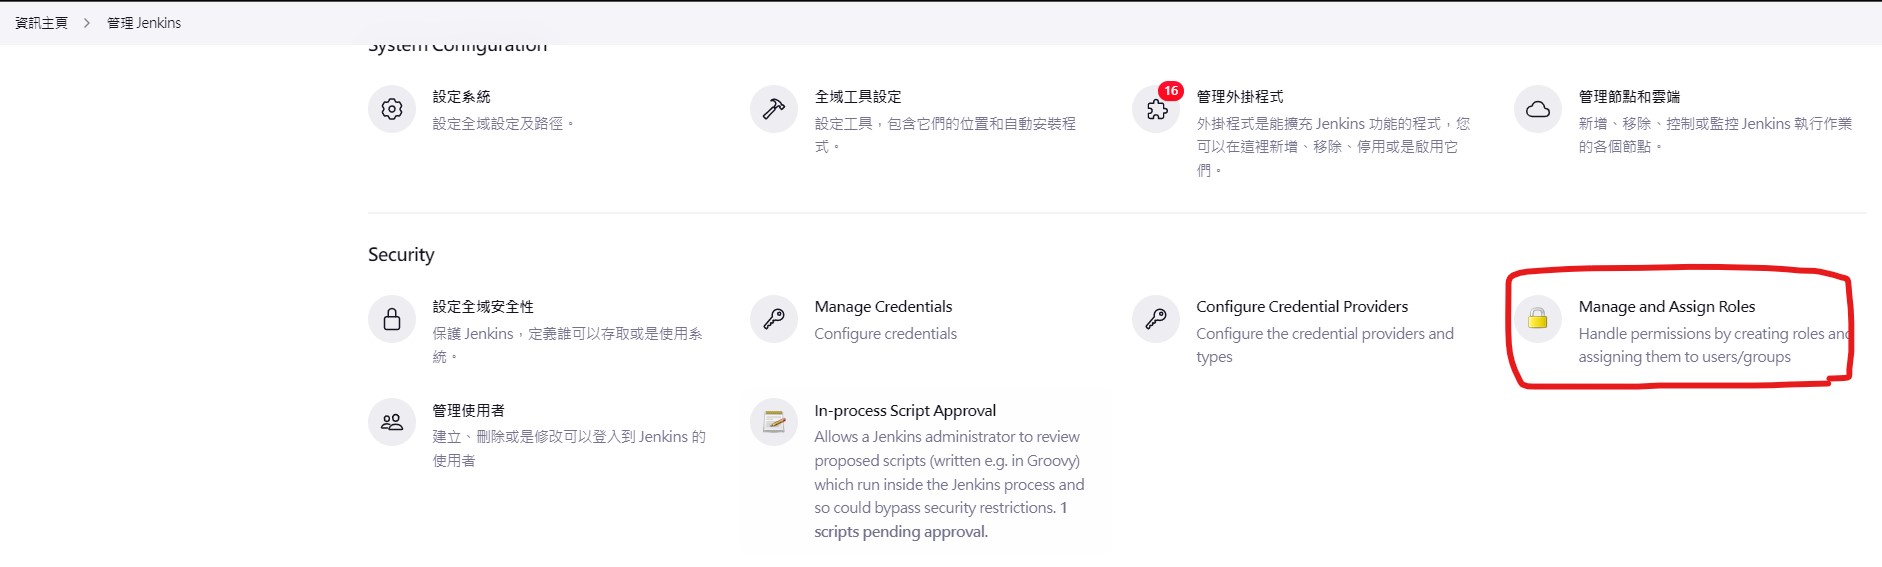 資訊主頁 > 管理 Jenkins
System Configuration
設定系統
設定全域設定及路徑。
全域工具設定
設定工具，包含它們的位置和自動安裝程
式。
16
管理外掛程式
外掛程式是能擴充 Jenkins 功能的程式，您
可以在這裡新增、移除、停用或是啟用它
們。
管理節點和雲端
新增、移除、控制或監控 Jenkins 執行作業
的各個節點。
Security
設定全域安全性
保護 Jenkins，定義誰可以存取或是使用系
統。
Manage Credentials
Configure credentials
Configure Credential Providers
Configure the credential providers and
types
Manage and Assign Roles
Handle permissions by creating roles and
assigning them to users/groups
管理使用者
建立、刪除或是修改可以登入到 Jenkins 的
使用者
In-process Script Approval
Allows a Jenkins administrator to review
proposed scripts (written e.g. in Groovy)
which run inside the Jenkins process and
so could bypass security restrictions. 1
scripts pending approval.